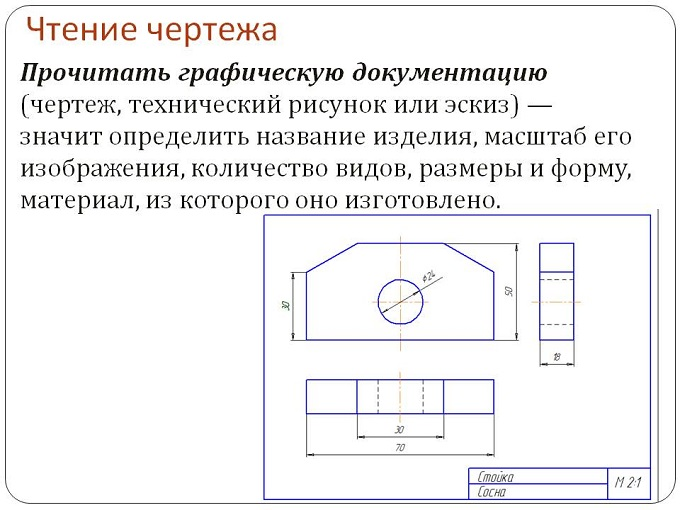 Чтение чертежа
Прочитать графическую документацию
(чертеж, технический рисунок или эскиз) —
значит определить название изделия, масштаб его
изображения, количество видов, размеры и форму,
материал, из которого оно изготовлено.
⌀24
30
50
18
30
70
Стойка
М 2:1
Сосна